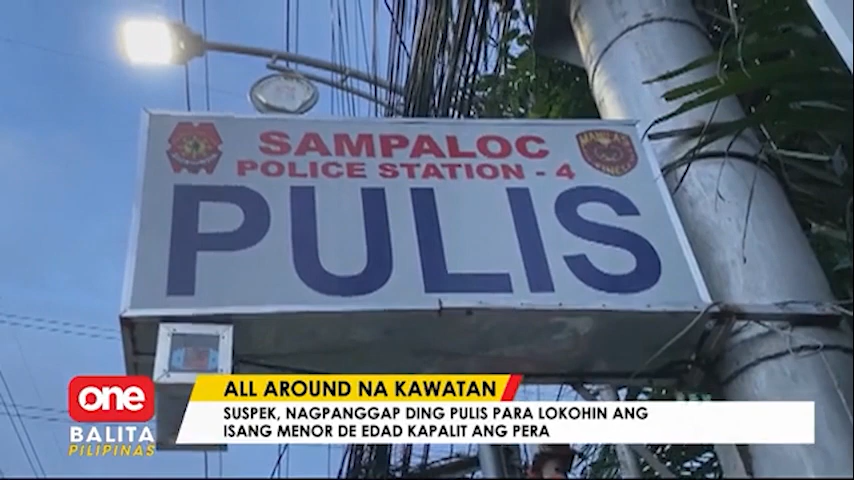 SAMPALOC
POLICE STATION - 4
PULIS
ALL AROUND NA KAWATAN
SUSPEK, NAGPANGGAP DING PULIS PARA LOKOHIN ANG
ISANG MENOR DE EDAD KAPALIT ANG PERA
one
BALITA
PILIPINAS